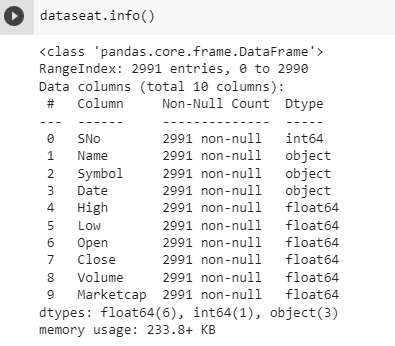 dataseat.info()
<class 'pandas.core.frame.DataFrame'>
RangeIndex: 2991 entries, 0 to 2990
Data columns (total 10 columns):
 #   Column     Non-Null Count  Dtype
---  ------     --------------  -----
 0   SNo        2991 non-null   int64
 1   Name       2991 non-null   object
 2   Symbol     2991 non-null   object
 3   Date       2991 non-null   object
 4   High       2991 non-null   float64
 5   Low        2991 non-null   float64
 6   Open       2991 non-null   float64
 7   Close      2991 non-null   float64
 8   Volume     2991 non-null   float64
 9   Marketcap  2991 non-null   float64
dtypes: float64(6), int64(1), object(3)
memory usage: 233.8+ KB